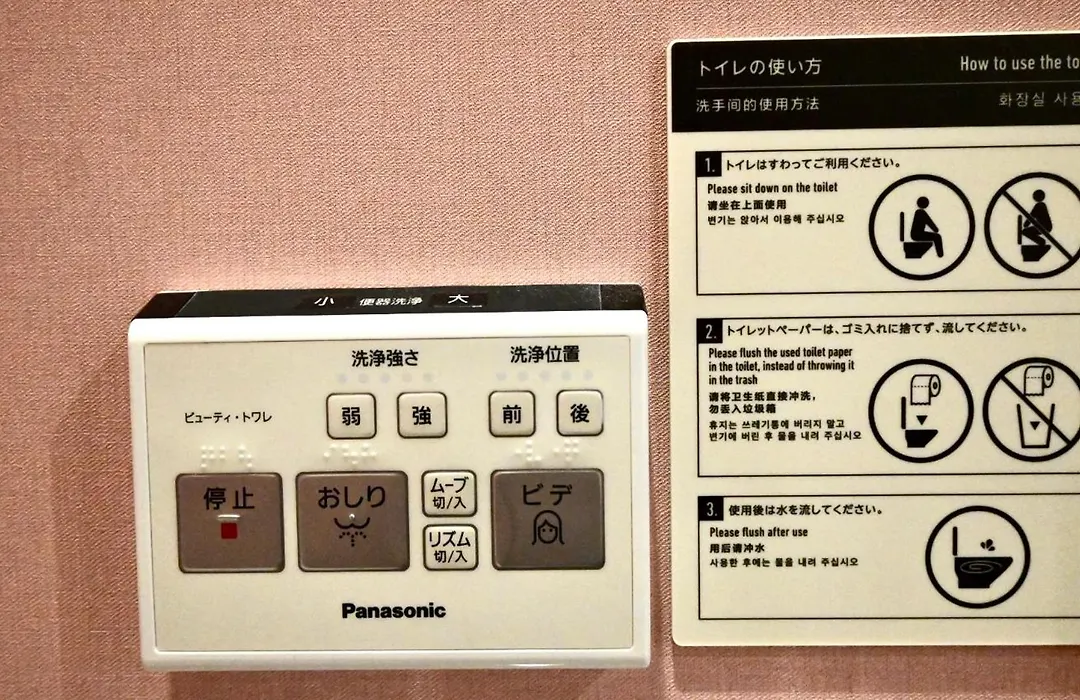 小 便器洗浄 大
洗浄強さ 洗浄位置
ビューティ・トワレ
弱 強 前 後
停止 おしり ムーブ 切/入 ビデ
リズム 切/入
Panasonic
トイレの使い方 How to use the to
洗手间的使用方法 화장실 사용
1. トイレはすわってご利用ください。
Please sit down on the toilet
请坐在上面使用
변기는 앉아서 이용해 주십시오
2. トイレットペーパーは、ゴミ入れに捨てず、流してください。
Please flush the used toilet paper
in the toilet, instead of throwing it
in the trash
请将卫生纸直接冲洗，
勿丢入垃圾箱
휴지는 쓰레기통에 버리지 말고
변기에 버린 후 물을 내려 주십시오
3. 使用後は水を流してください。
Please flush after use
用后请冲水
사용한 후에는 물을 내려 주십시오